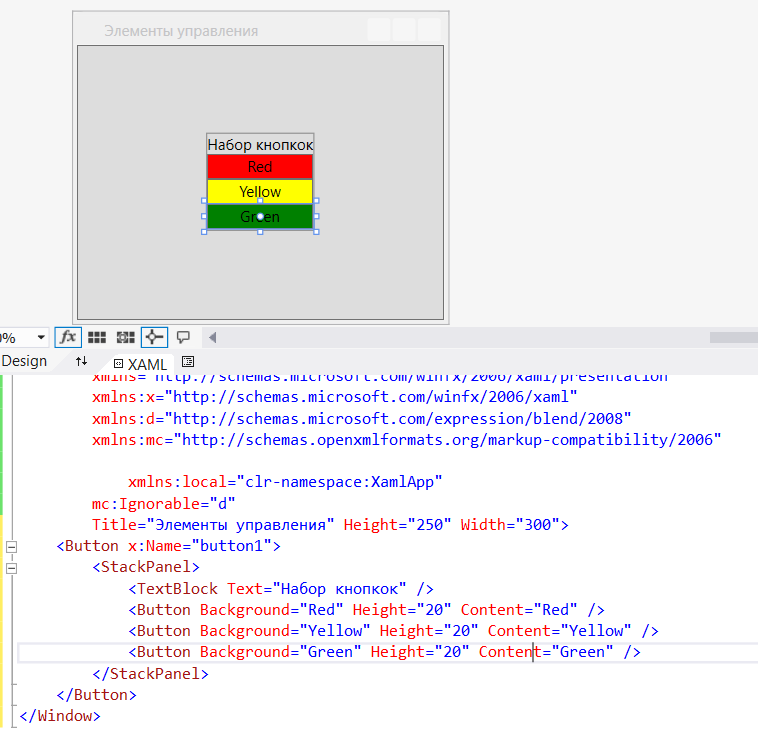 Элементы управления
Набор кнопкок
Red
Yellow
Green
0%
fx
Design
XAML
xmlns="http://schemas.microsoft.com/winfx/2006/xaml/presentation"
xmlns:x="http://schemas.microsoft.com/winfx/2006/xaml"
xmlns:d="http://schemas.microsoft.com/expression/blend/2008"
xmlns:mc="http://schemas.openxmlformats.org/markup-compatibility/2006"
xmlns:local="clr-namespace:XamlApp"
mc:Ignorable="d"
Title="Элементы управления" Height="250" Width="300">
<Button x:Name="button1">
<StackPanel>
<TextBlock Text="Набор кнопкок" />
<Button Background="Red" Height="20" Content="Red" />
<Button Background="Yellow" Height="20" Content="Yellow" />
<Button Background="Green" Height="20" Content="Green" />
</StackPanel>
</Button>
</Window>